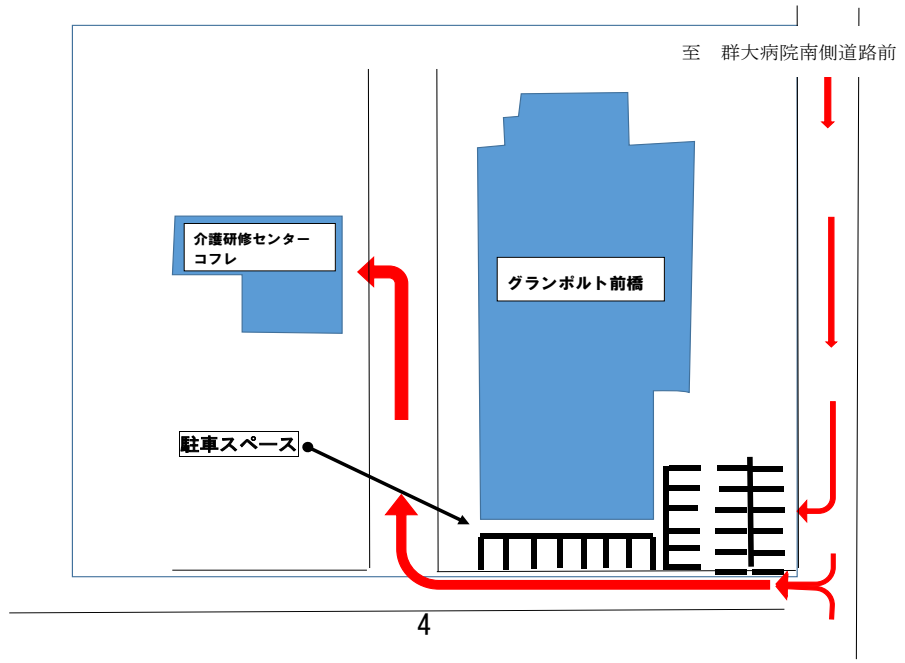 至　群大病院南側道路前
介護研修センター
コフレ
グランポルト前橋
駐車スペース
4